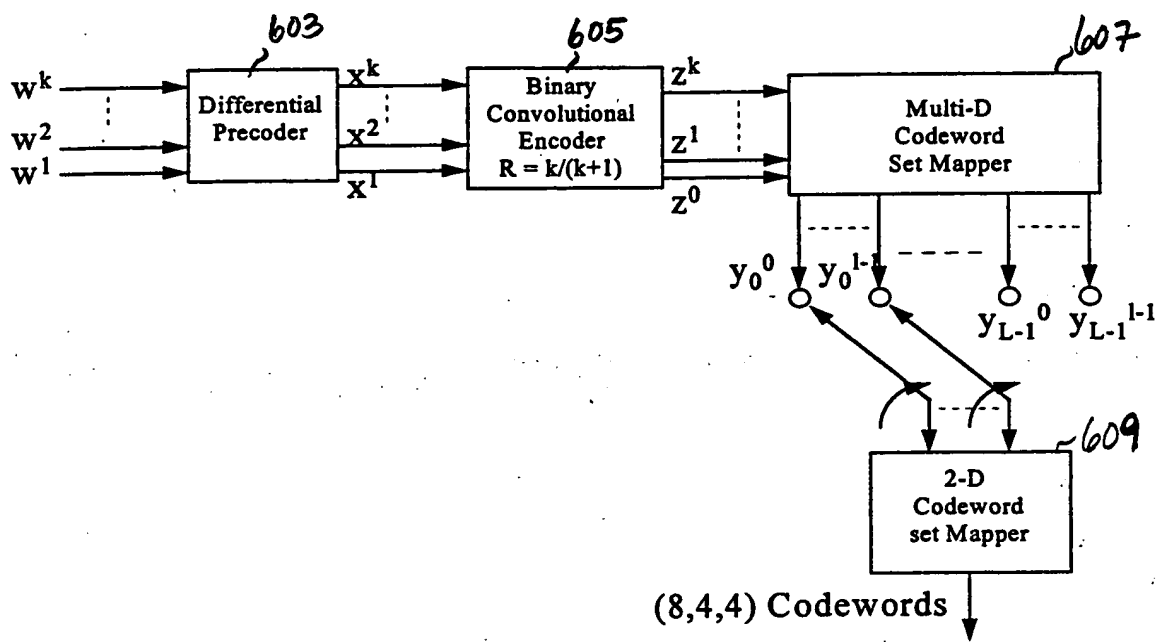 603
605
607
w^k
x^k
z^k
Differential
Precoder
Binary
Convolutional
Encoder
R = k/(k+1)
Multi-D
Codeword
Set Mapper
w^2
x^2
z^1
w^1
x^1
z^0
y_0^0
y_0^l-1
y_L-1^0
y_L-1^l-1
609
2-D
Codeword
set Mapper
(8,4,4) Codewords